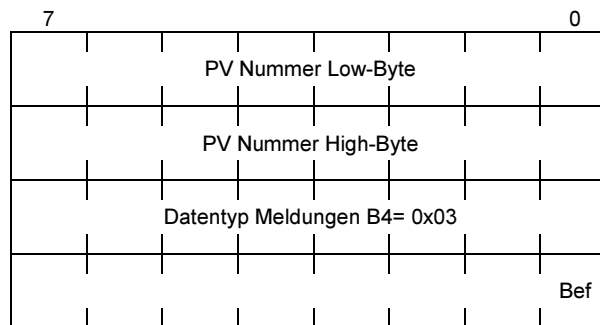 7 0
PV Nummer Low-Byte
PV Nummer High-Byte
Datentyp Meldungen B4= 0x03
Bef